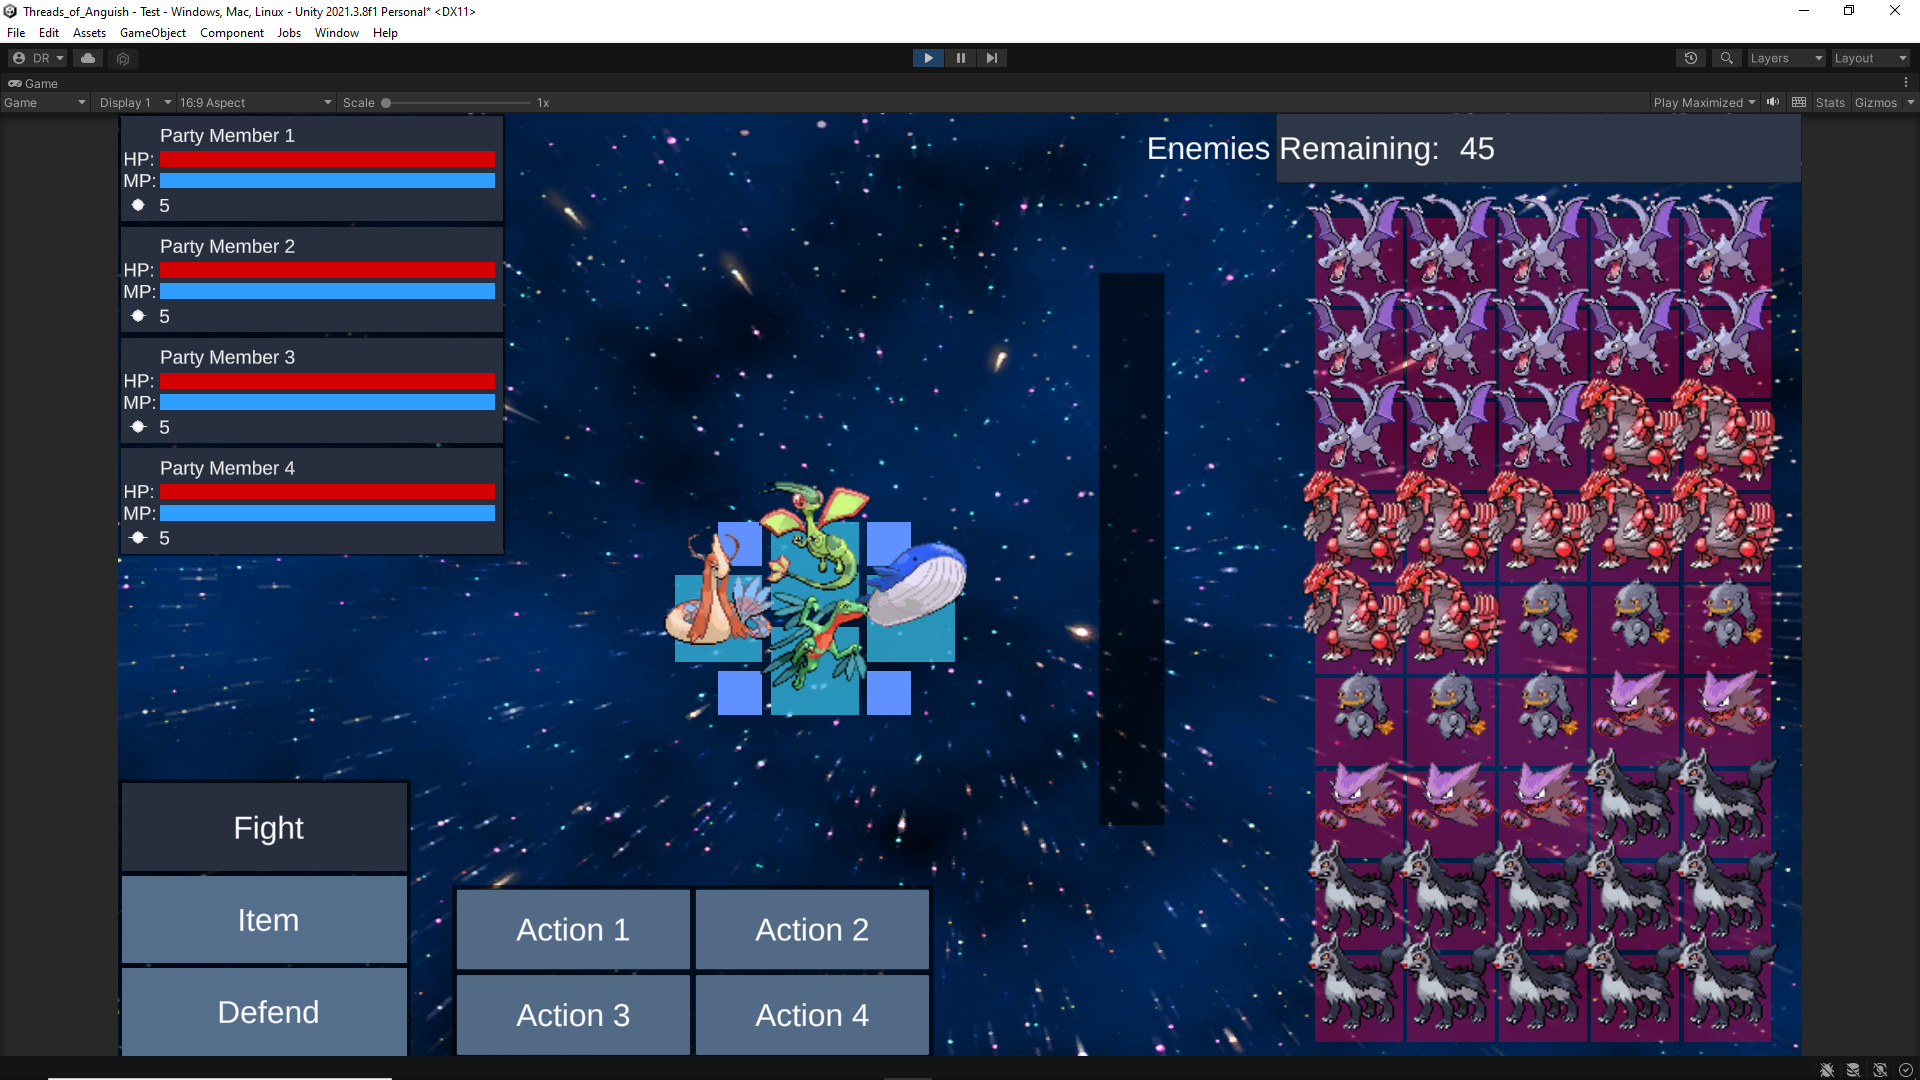 Threads_of_Anguish - Test - Windows, Mac, Linux - Unity 2021.3.8f1 Personal* <DX11>
File Edit Assets GameObject Component Jobs Window Help
DR Layers Layout
Game
Game Display 1 16:9 Aspect Scale 1x Play Maximized Stats Gizmos
Party Member 1
HP:
MP:
5
Party Member 2
HP:
MP:
5
Party Member 3
HP:
MP:
5
Party Member 4
HP:
MP:
5
Enemies Remaining: 45
Fight
Item
Defend
Action 1 Action 2
Action 3 Action 4